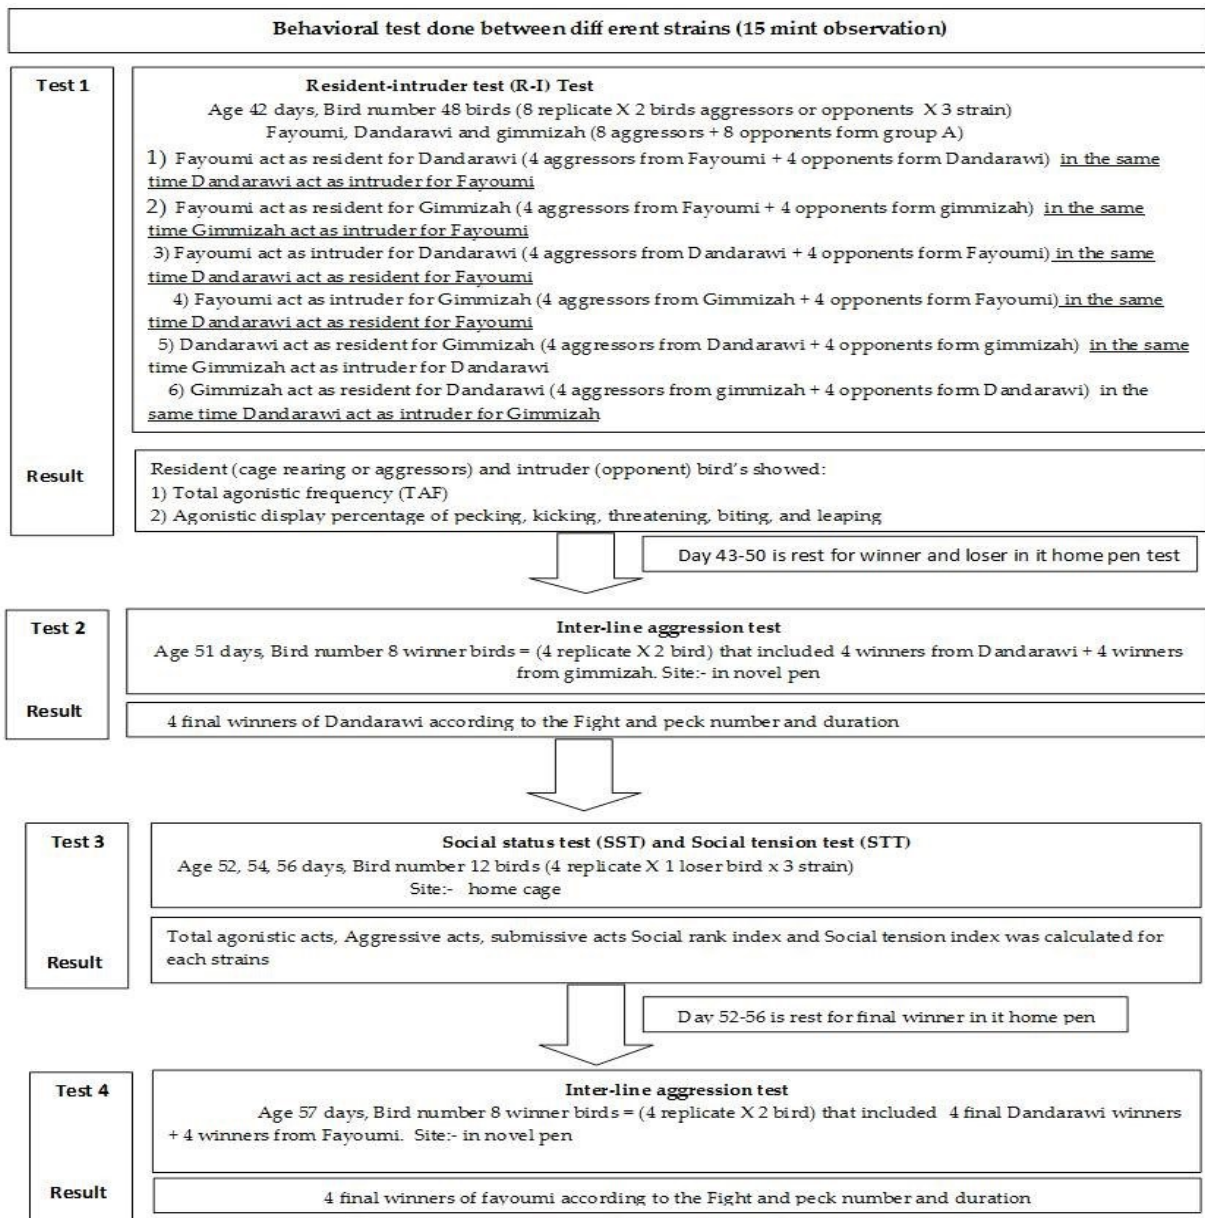 Behavioral test done between different strains (15 mint observation)
Test 1
Resident-intruder test (R-I) Test
Age 42 days, Bird number 48 birds (8 replicate X 2 birds aggressors or opponents X 3 strain)
Fayoumi, Dandarawi and gimmizah (8 aggressors + 8 opponents form group A)
1) Fayoumi act as resident for Dandarawi (4 aggressors from Fayoumi + 4 opponents form Dandarawi) in the same
time Dandarawi act as intruder for Fayoumi
2) Fayoumi act as resident for Gimmizah (4 aggressors from Fayoumi + 4 opponents form gimmizah) in the same
time Gimmizah act as intruder for Fayoumi
3) Fayoumi act as intruder for Dandarawi (4 aggressors from Dandarawi + 4 opponents form Fayoumi) in the same
time Dandarawi act as resident for Fayoumi
4) Fayoumi act as intruder for Gimmizah (4 aggressors from Gimmizah + 4 opponents form Fayoumi) in the same
time Dandarawi act as resident for Fayoumi
5) Dandarawi act as resident for Gimmizah (4 aggressors from Dandarawi + 4 opponents form gimmizah) in the same
time Gimmizah act as intruder for Dandarawi
6) Gimmizah act as resident for Dandarawi (4 aggressors from gimmizah + 4 opponents form Dandarawi) in the
same time Dandarawi act as intruder for Gimmizah
Result
Resident (cage rearing or aggressors) and intruder (opponent) bird's showed:
1) Total agonistic frequency (TAF)
2) Agonistic display percentage of pecking, kicking, threatening, biting, and leaping
Day 43-50 is rest for winner and loser in it home pen test
Test 2
Inter-line aggression test
Age 51 days, Bird number 8 winner birds = (4 replicate X 2 bird) that included 4 winners from Dandarawi + 4 winners
from gimmizah. Site:- in novel pen
Result
4 final winners of Dandarawi according to the Fight and peck number and duration
Test 3
Social status test (SST) and Social tension test (STT)
Age 52, 54, 56 days, Bird number 12 birds (4 replicate X 1 loser bird x 3 strain)
Site:- home cage
Result
Total agonistic acts, Aggressive acts, submissive acts Social rank index and Social tension index was calculated for
each strains
Day 52-56 is rest for final winner in it home pen
Test 4
Inter-line aggression test
Age 57 days, Bird number 8 winner birds = (4 replicate X 2 bird) that included 4 final Dandarawi winners
+ 4 winners from Fayoumi. Site:- in novel pen
Result
4 final winners of fayoumi according to the Fight and peck number and duration